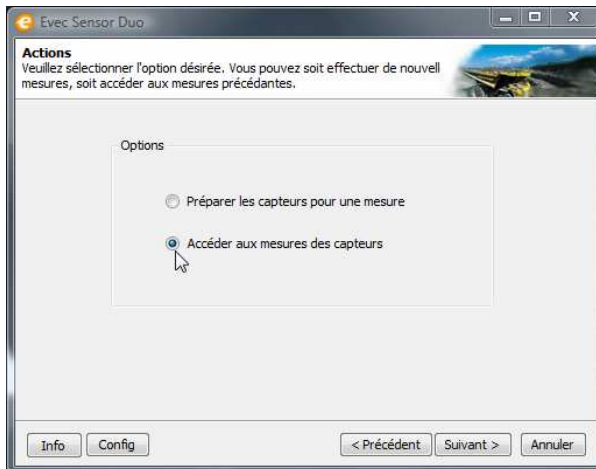 Evec Sensor Duo
Actions
Veuillez sélectionner l'option désirée. Vous pouvez soit effectuer de nouvell
mesures, soit accéder aux mesures précédantes.
Options
Préparer les capteurs pour une mesure
Accéder aux mesures des capteurs
Info
Config
< Précédent
Suivant >
Annuler